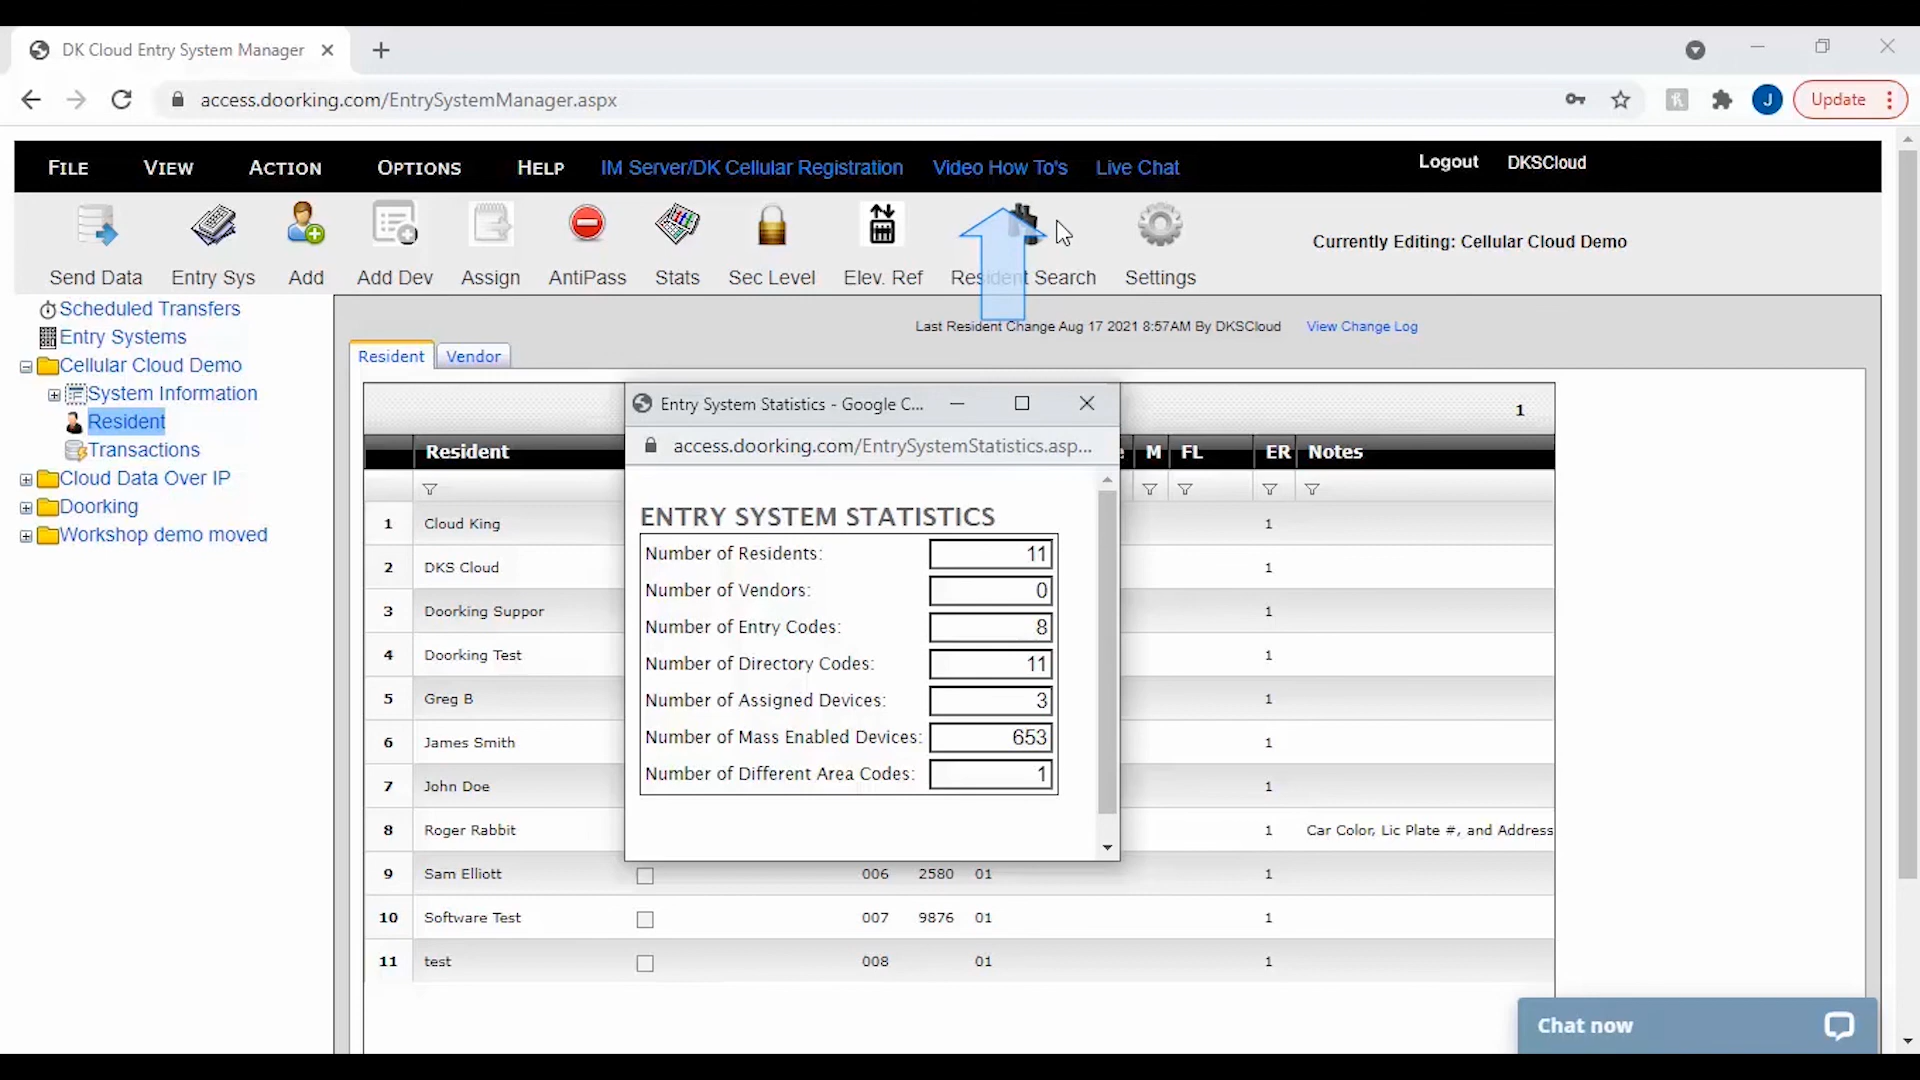 DK Cloud Entry System Manager
access.doorking.com/EntrySystemManager.aspx
J
Update
FILE VIEW ACTION OPTIONS HELP IM Server/DK Cellular Registration Video How To's Live Chat Logout DKSCloud
Send Data Entry Sys Add Add Dev Assign AntiPass Stats Sec Level Elev. Ref Resident Search Settings
Currently Editing: Cellular Cloud Demo
Scheduled Transfers
Entry Systems
Cellular Cloud Demo
System Information
Resident
Transactions
Cloud Data Over IP
Doorking
Workshop demo moved
Last Resident Change Aug 17 2021 8:57AM By DKSCloud View Change Log
Resident Vendor
1
Resident M FL ER Notes
1 Cloud King 1
2 DKS Cloud 1
3 Doorking Suppor 1
4 Doorking Test 1
5 Greg B 1
6 James Smith 1
7 John Doe 1
8 Roger Rabbit 1 Car Color, Lic Plate #, and Address
9 Sam Elliott 006 2580 01 1
10 Software Test 007 9876 01 1
11 test 008 01 1
Entry System Statistics - Google C...
access.doorking.com/EntrySystemStatistics.asp...
ENTRY SYSTEM STATISTICS
Number of Residents: 11
Number of Vendors: 0
Number of Entry Codes: 8
Number of Directory Codes: 11
Number of Assigned Devices: 3
Number of Mass Enabled Devices: 653
Number of Different Area Codes: 1
Chat now